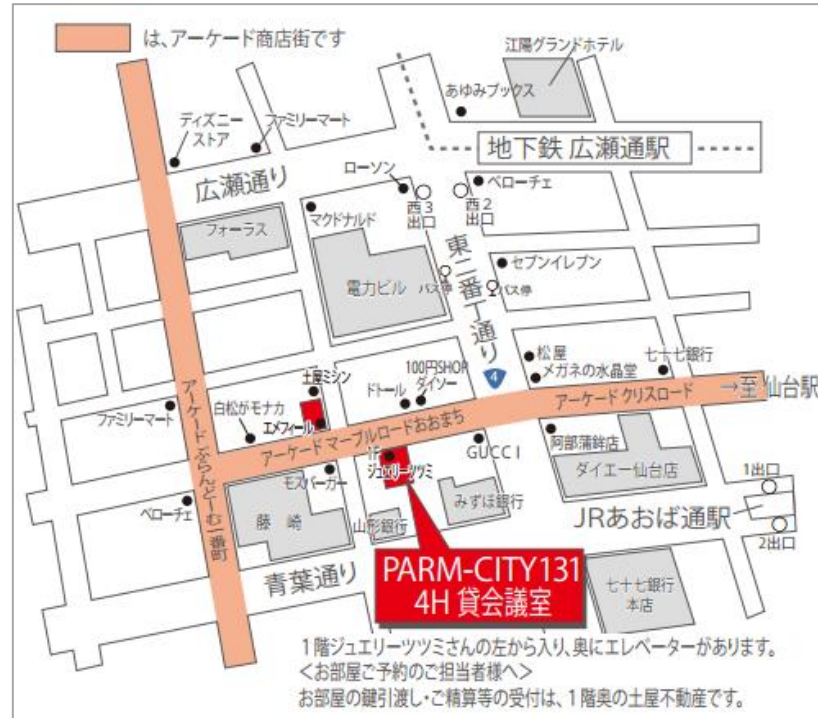 は、アーケード商店街です
江陽グランドホテル
あゆみブックス
ディズニー
ストア
ファミリーマート
地下鉄 広瀬通駅
広瀬通り
ローソン
西3
出口
西2
出口
ベローチェ
マクドナルド
フォーラス
電力ビル
東二番丁通り
バス停
バス停
セブンイレブン
4
松屋
メガネの水晶堂
七十七銀行
100円SHOP
ダイソー
ドトール
土屋ミシン
エメフィール
白松がモナカ
ファミリーマート
アーケード クリスロード
→至 仙台駅
アーケード マーブルロードおおまち
アーケード ぶらんどーむ一番町
1F
ジュエリーツツミ
GUCCI
阿部蒲鉾店
ダイエー仙台店
モスバーガー
ベローチェ
藤崎
山形銀行
みずほ銀行
1出口
JRあおば通駅
2出口
青葉通り
PARM-CITY131
4H 貸会議室
七十七銀行
本店
1階ジュエリーツツミさんの左から入り、奥にエレベーターがあります。
＜お部屋ご予約のご担当者様へ＞
お部屋の鍵引渡し・ご精算等の受付は、1階奥の土屋不動産です。